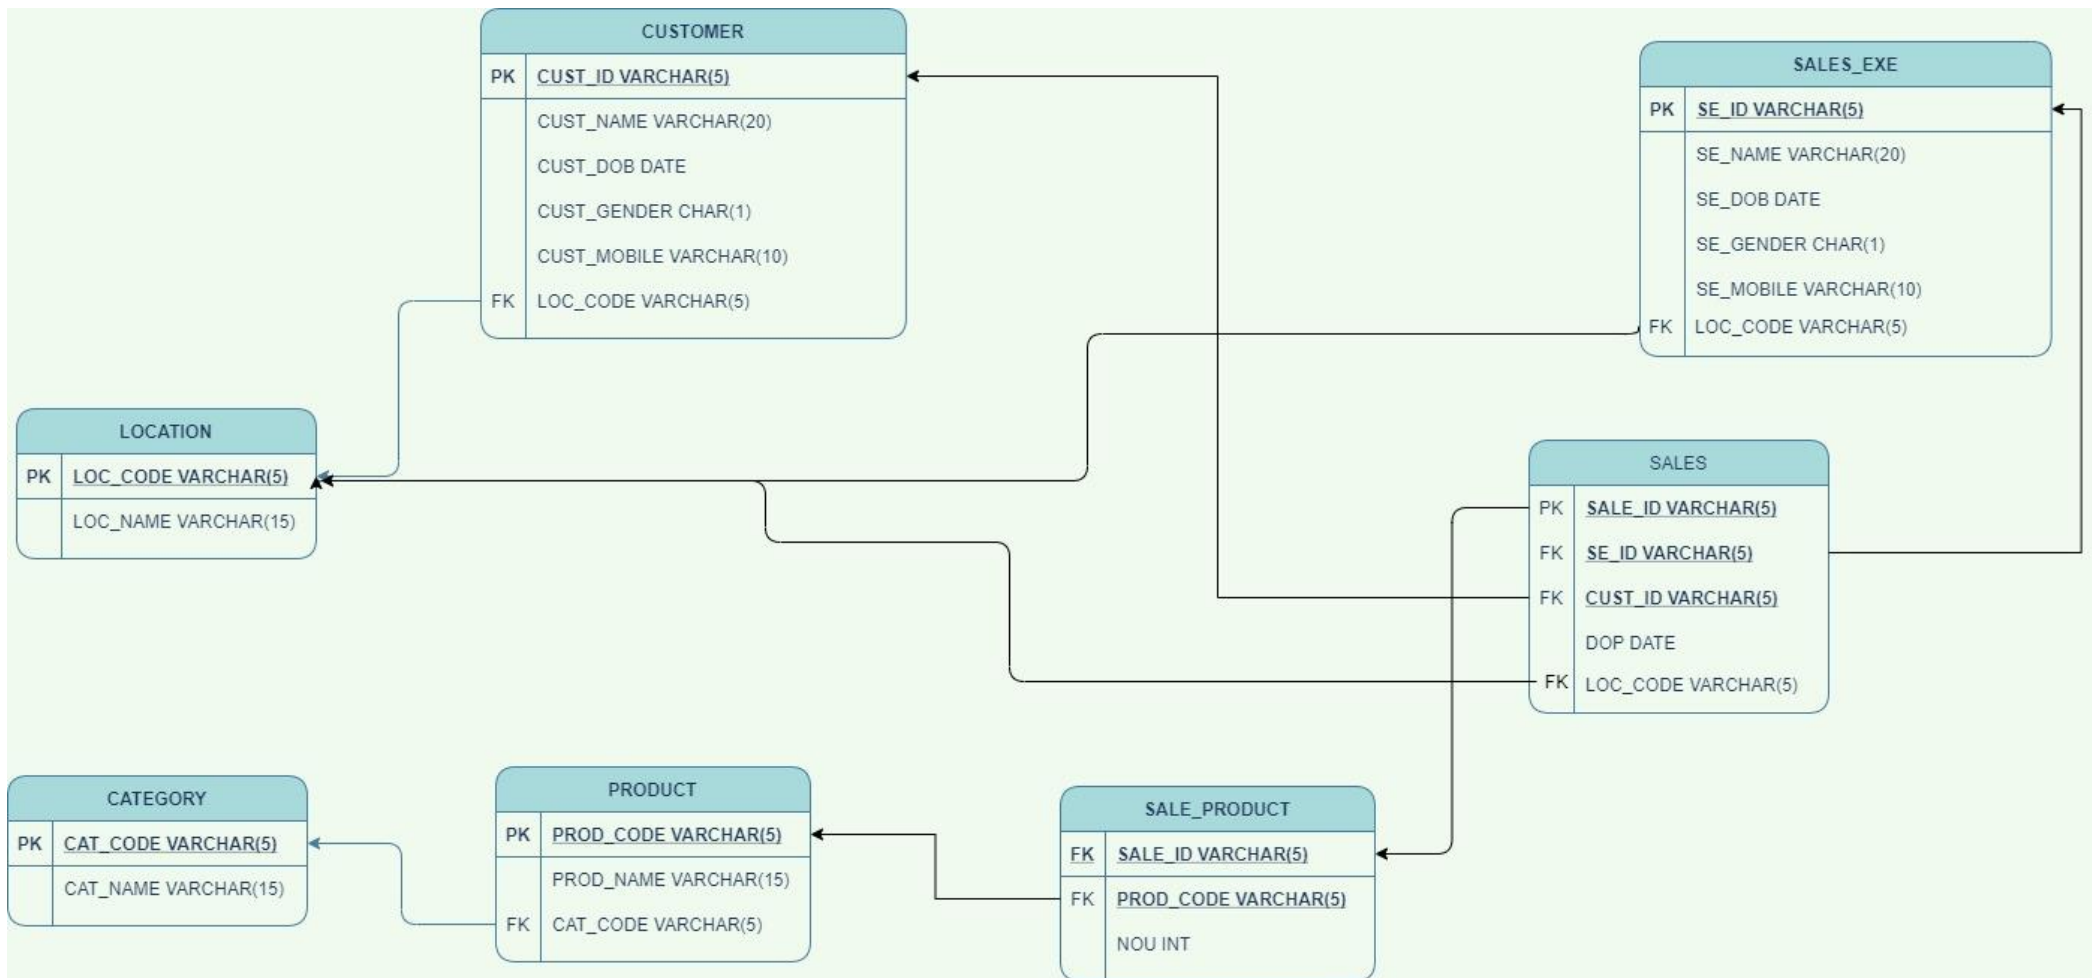 CUSTOMER
PK CUST_ID VARCHAR(5)
CUST_NAME VARCHAR(20)
CUST_DOB DATE
CUST_GENDER CHAR(1)
CUST_MOBILE VARCHAR(10)
FK LOC_CODE VARCHAR(5)
SALES_EXE
PK SE_ID VARCHAR(5)
SE_NAME VARCHAR(20)
SE_DOB DATE
SE_GENDER CHAR(1)
SE_MOBILE VARCHAR(10)
FK LOC_CODE VARCHAR(5)
LOCATION
PK LOC_CODE VARCHAR(5)
LOC_NAME VARCHAR(15)
SALES
PK SALE_ID VARCHAR(5)
FK SE_ID VARCHAR(5)
FK CUST_ID VARCHAR(5)
DOP DATE
FK LOC_CODE VARCHAR(5)
CATEGORY
PK CAT_CODE VARCHAR(5)
CAT_NAME VARCHAR(15)
PRODUCT
PK PROD_CODE VARCHAR(5)
PROD_NAME VARCHAR(15)
FK CAT_CODE VARCHAR(5)
SALE_PRODUCT
FK SALE_ID VARCHAR(5)
FK PROD_CODE VARCHAR(5)
NOU INT